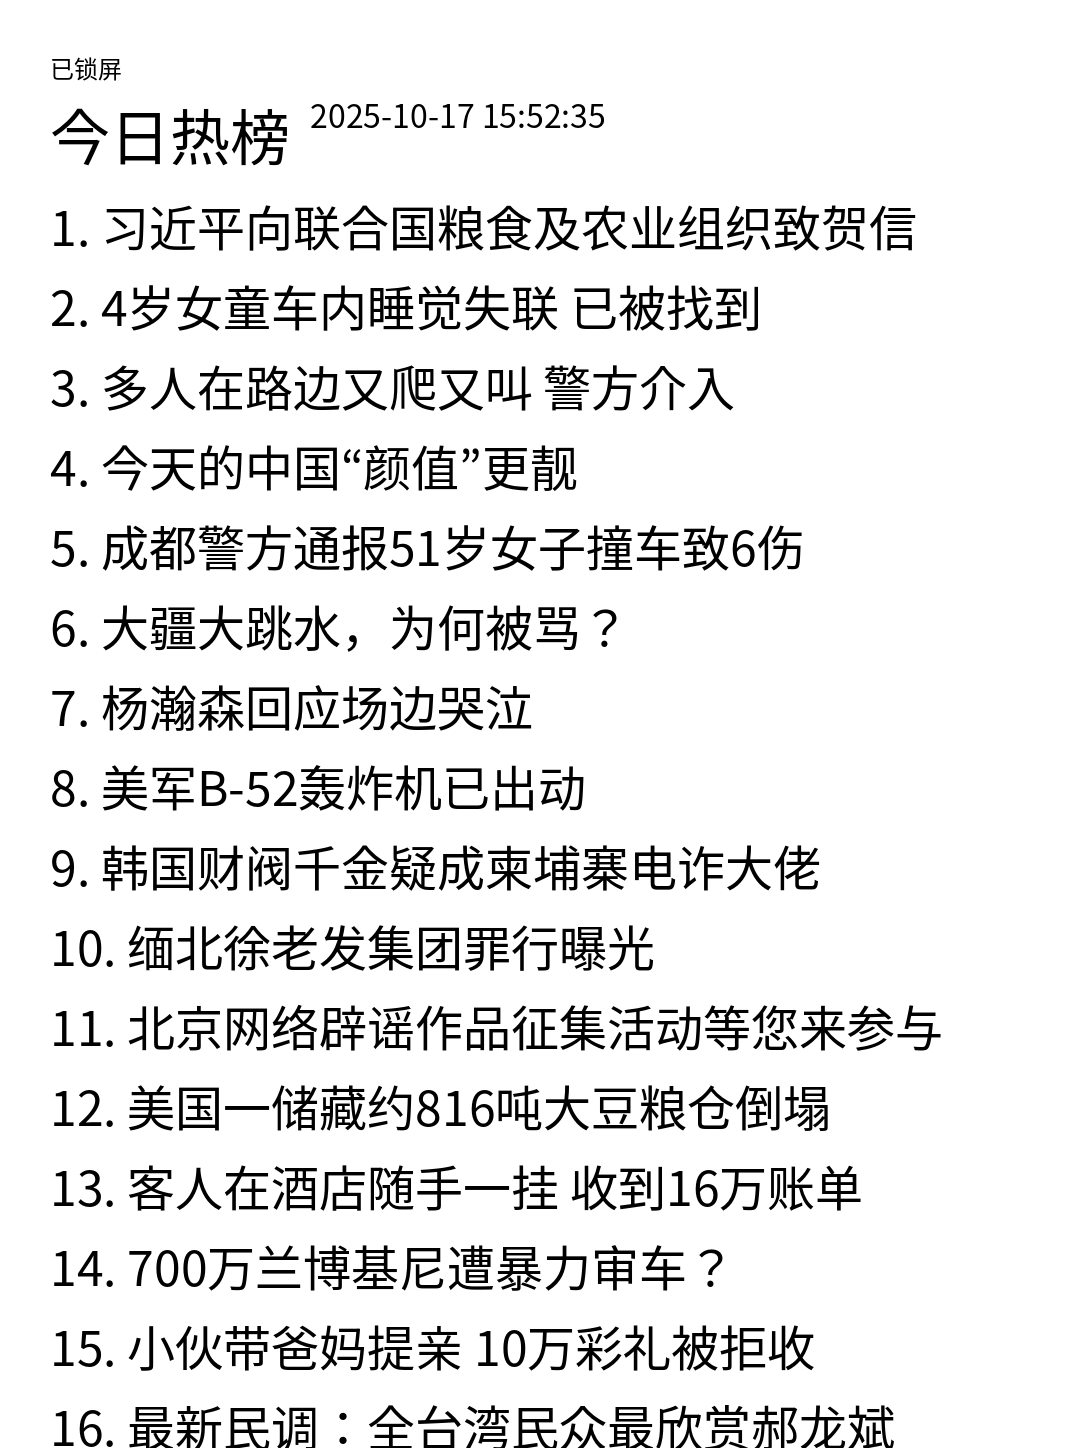 已锁屏
今日热榜 2025-10-17 15:52:35
1. 习近平向联合国粮食及农业组织致贺信
2. 4岁女童车内睡觉失联 已被找到
3. 多人在路边又爬又叫 警方介入
4. 今天的中国“颜值”更靓
5. 成都警方通报51岁女子撞车致6伤
6. 大疆大跳水，为何被骂？
7. 杨瀚森回应场边哭泣
8. 美军B-52轰炸机已出动
9. 韩国财阀千金疑成柬埔寨电诈大佬
10. 缅北徐老发集团罪行曝光
11. 北京网络辟谣作品征集活动等您来参与
12. 美国一储藏约816吨大豆粮仓倒塌
13. 客人在酒店随手一挂 收到16万账单
14. 700万兰博基尼遭暴力审车？
15. 小伙带爸妈提亲 10万彩礼被拒收
16. 最新民调：全台湾民众最欣赏郝龙斌